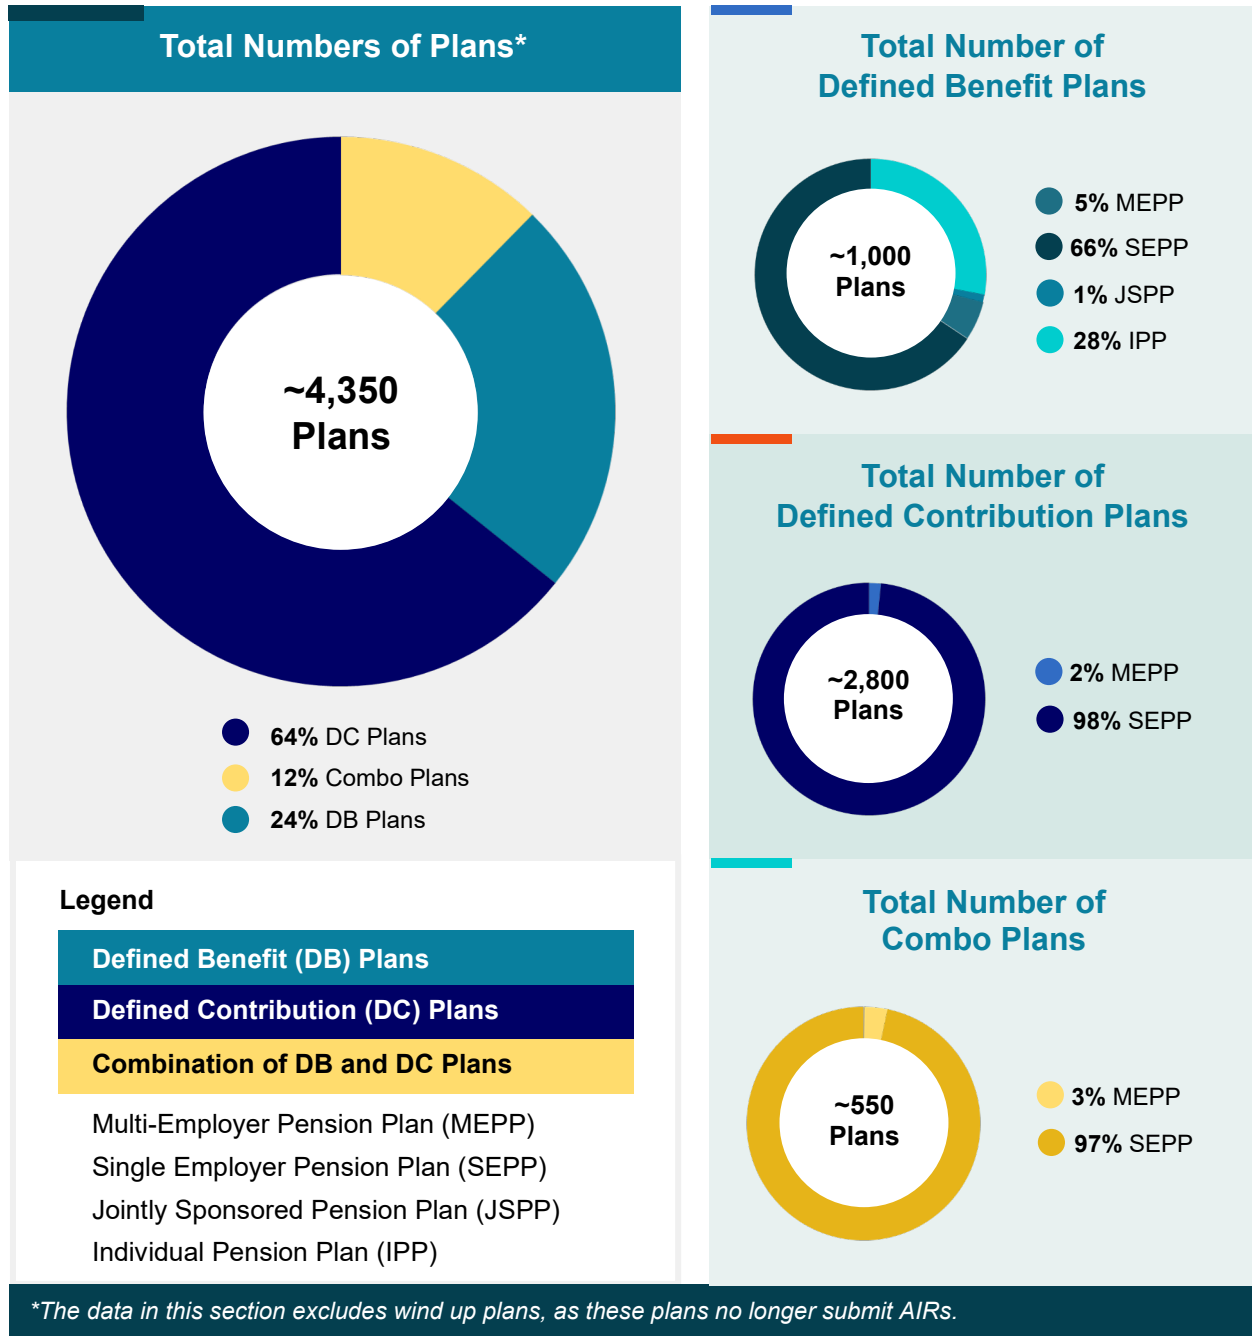 Total Numbers of Plans*
~4,350
Plans
64% DC Plans
12% Combo Plans
24% DB Plans
Legend
Defined Benefit (DB) Plans
Defined Contribution (DC) Plans
Combination of DB and DC Plans
Multi-Employer Pension Plan (MEPP)
Single Employer Pension Plan (SEPP)
Jointly Sponsored Pension Plan (JSPP)
Individual Pension Plan (IPP)
Total Number of
Defined Benefit Plans
~1,000
Plans
5% MEPP
66% SEPP
1% JSPP
28% IPP
Total Number of
Defined Contribution Plans
~2,800
Plans
2% MEPP
98% SEPP
Total Number of
Combo Plans
~550
Plans
3% MEPP
97% SEPP
*The data in this section excludes wind up plans, as these plans no longer submit AIRs.